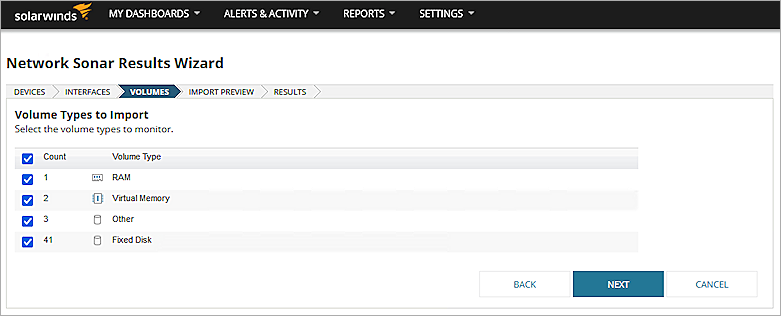 solarwinds MY DASHBOARDS ALERTS & ACTIVITY REPORTS SETTINGS
Network Sonar Results Wizard
DEVICES INTERFACES VOLUMES IMPORT PREVIEW RESULTS
Volume Types to Import
Select the volume types to monitor.
Count Volume Type
1 RAM
2 Virtual Memory
3 Other
41 Fixed Disk
BACK NEXT CANCEL